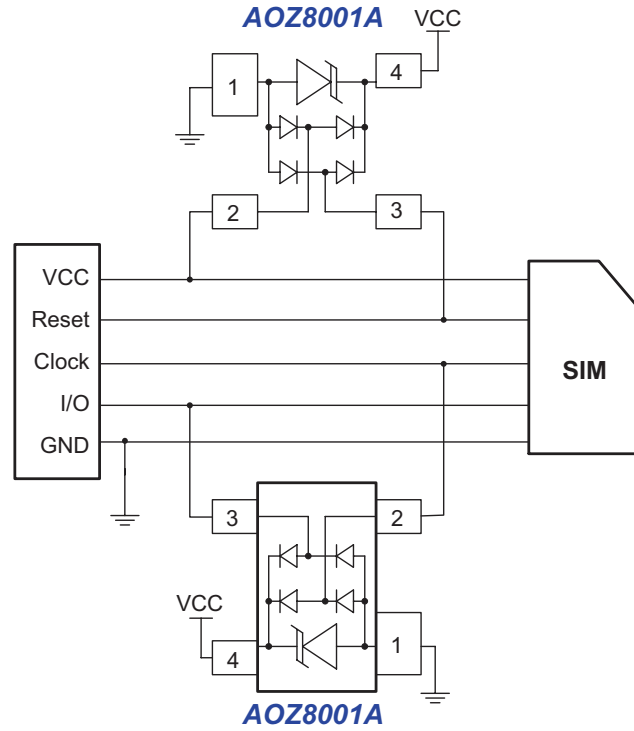 AOZ8001A
VCC
1
4
2
3
VCC
Reset
Clock
I/O
GND
SIM
3
2
VCC
4
1
AOZ8001A